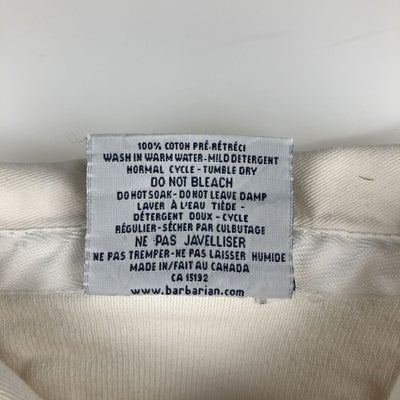 100% COTON PRÉ-RÉTRÉCI
WASH IN WARM WATER-MILD DETERGENT
NORMAL CYCLE - TUMBLE DRY
DO NOT BLEACH
DO NOT SOAK - DO NOT LEAVE DAMP
LAVER À L'EAU TIÈDE -
DÉTERGENT DOUX - CYCLE
RÉGULIER - SÉCHER PAR CULBUTAGE
NE PAS JAVELLISER
NE PAS TREMPER - NE PAS LAISSER HUMIDE
MADE IN/FAIT AU CANADA
CA 15132
www.barbarian.com